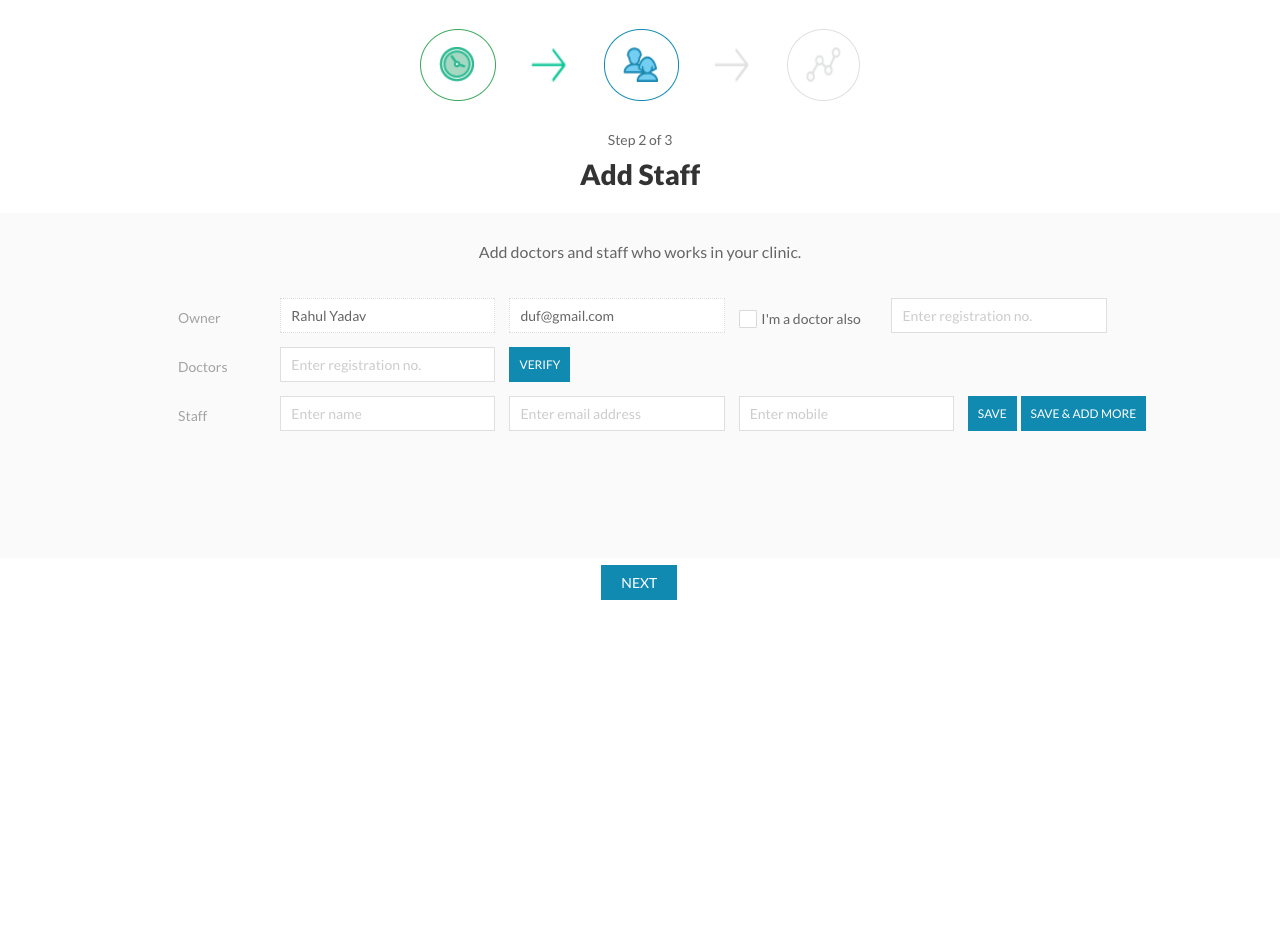 Step 2 of 3
Add Staff
Add doctors and staff who works in your clinic.
Owner Rahul Yadav duf@gmail.com I'm a doctor also Enter registration no.
Doctors Enter registration no. VERIFY
Staff Enter name Enter email address Enter mobile SAVE SAVE & ADD MORE
NEXT